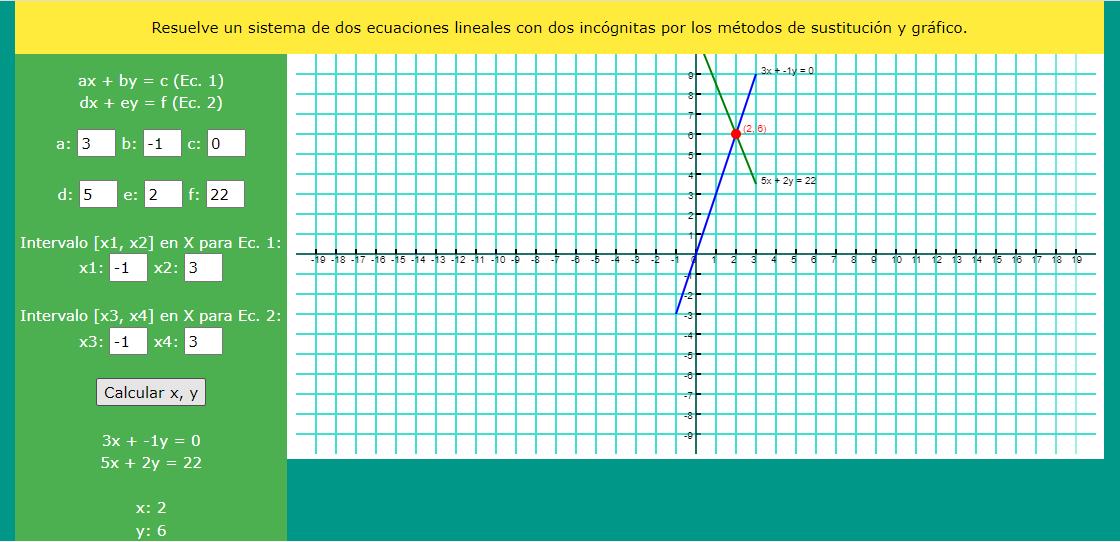 Resuelve un sistema de dos ecuaciones lineales con dos incógnitas por los métodos de sustitución y gráfico.
ax + by = c (Ec. 1)
dx + ey = f (Ec. 2)
a: 3 b: -1 c: 0
d: 5 e: 2 f: 22
Intervalo [x1, x2] en X para Ec. 1:
x1: -1 x2: 3
Intervalo [x3, x4] en X para Ec. 2:
x3: -1 x4: 3
Calcular x, y
3x + -1y = 0
5x + 2y = 22
x: 2
y: 6
9
3x + -1y = 0
8
7
6
(2, 6)
5
4
5x + 2y = 22
3
2
1
-19 -18 -17 -16 -15 -14 -13 -12 -11 -10 -9 -8 -7 -6 -5 -4 -3 -2 -1 0 1 2 3 4 5 6 7 8 9 10 11 12 13 14 15 16 17 18 19
-1
-2
-3
-4
-5
-6
-7
-8
-9